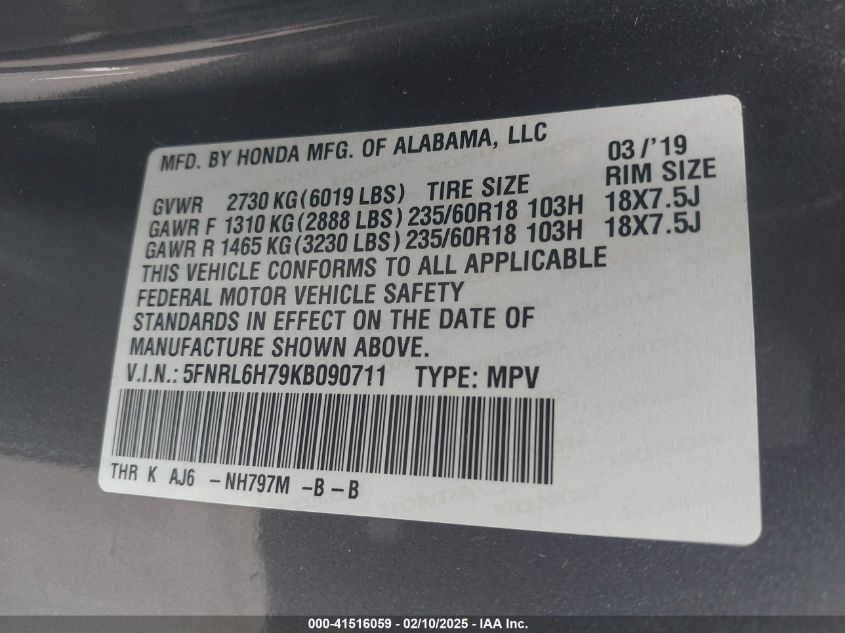 MFD. BY HONDA MFG. OF ALABAMA, LLC 03/'19
GVWR 2730 KG(6019 LBS) TIRE SIZE RIM SIZE
GAWR F 1310 KG(2888 LBS) 235/60R18 103H 18X7.5J
GAWR R 1465 KG(3230 LBS) 235/60R18 103H 18X7.5J
THIS VEHICLE CONFORMS TO ALL APPLICABLE
FEDERAL MOTOR VEHICLE SAFETY
STANDARDS IN EFFECT ON THE DATE OF
MANUFACTURE SHOWN ABOVE.
V.I.N.: 5FNRL6H79KB090711 TYPE: MPV
THR K AJ6 -NH797M -B-B
000-41516059 - 02/10/2025 - IAA Inc.